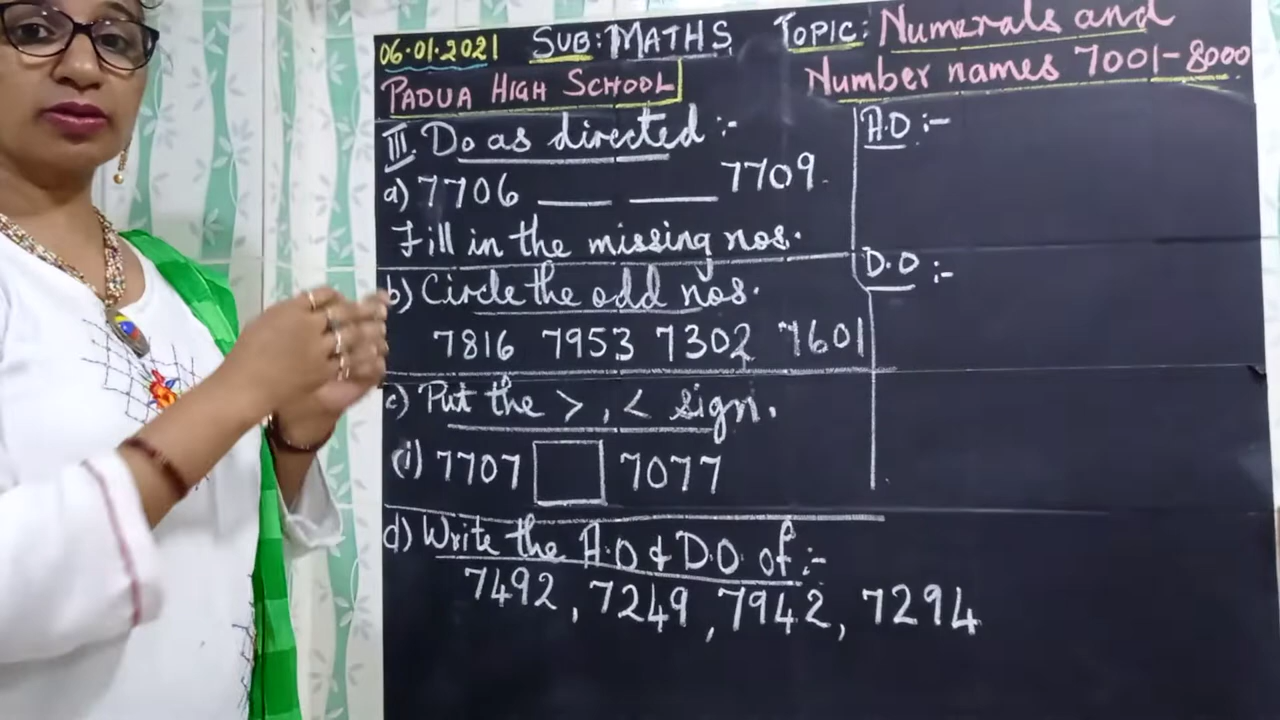 06.01.2021 SUB: MATHS TOPIC: Numerals and
PADUA HIGH SCHOOL Number names 7001-8000
III. Do as directed :-
a) 7706 ____ ____ 7709.
Fill in the missing nos.
b) Circle the odd nos.
7816 7953 7302 7601
c) Put the >, < sign.
(i) 7707 7077
d) Write the A.O & D.O. of :-
7492, 7249, 7942, 7294
A.O :-
D.O :-